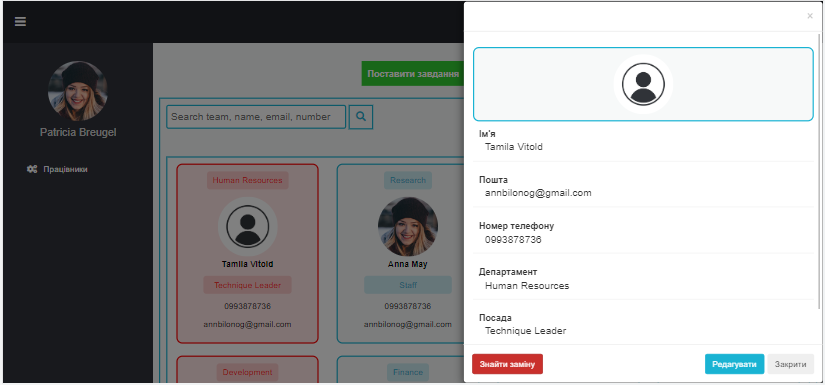 Patricia Breugel
Працівники
Поставити завдання
Search team, name, email, number
Human Resources
Tamila Vitold
Technique Leader
0993878736
annbilonog@gmail.com
Research
Anna May
Staff
0993878736
annbilonog@gmail.com
Development
Finance
×
Ім'я
Tamila Vitold
Пошта
annbilonog@gmail.com
Номер телефону
0993878736
Департамент
Human Resources
Посада
Technique Leader
Знайти заміну
Редагувати
Закрити